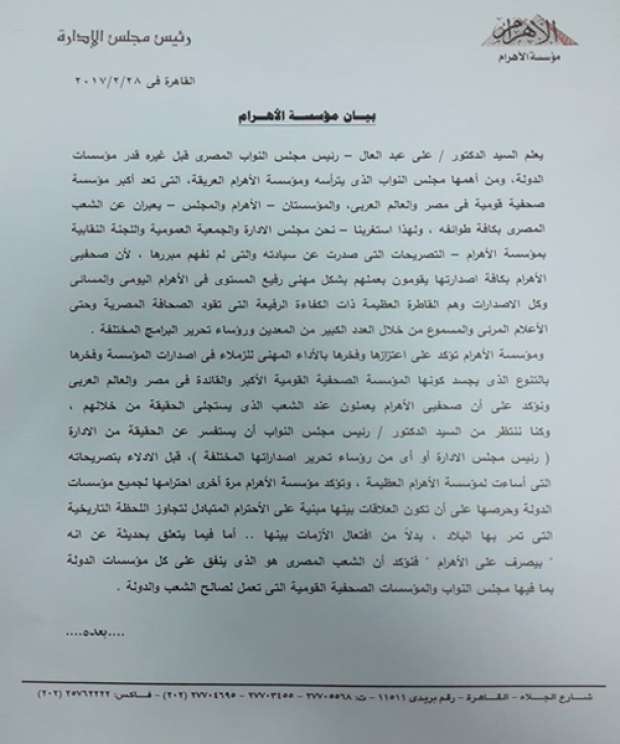 الأهرام
مؤسسة الأهرام
رئيس مجلس الإدارة
القاهرة فى ٢٠١٧/٢/٢٨
بيــان مؤسســة الأهــرام
يعلم السيد الدكتور / على عبد العال – رئيس مجلس النواب المصرى قبل غيره قدر مؤسسات
الدولة، ومن أهمها مجلس النواب الذى يترأسه ومؤسسة الأهرام العريقة، التى تعد أكبر مؤسسة
صحفية قومية فى مصر والعالم العربى، والمؤسستان – الأهرام والمجلس – يعبران عن الشعب
المصرى بكافة طوائفه ، ولهذا استغربنا – نحن مجلس الادارة والجمعية العمومية واللجنة النقابية
بمؤسسة الأهرام – التصريحات التى صدرت عن سيادته والتى لم نفهم مبررها ، لأن صحفيى
الأهرام بكافة اصدارتها يقومون بعملهم بشكل مهنى رفيع المستوى فى الأهرام اليومى والمسائى
وكل الاصدارات وهم القاطرة العظيمة ذات الكفاءة الرفيعة التى تقود الصحافة المصرية وحتى
الأعلام المرئى والمسموع من خلال العدد الكبير من المعدين ورؤساء تحرير البرامج المختلفة .
ومؤسسة الأهرام تؤكد على اعتزازها وفخرها بالأداء المهنى للزملاء فى اصدارات المؤسسة وفخرها
بالتنوع الذى يجسد كونها المؤسسة الصحفية القومية الأكبر والقائدة فى مصر والعالم العربى
ونؤكد على أن صحفيى الأهرام يعملون عند الشعب الذى يستجلى الحقيقة من خلالهم ،
وكنا ننتظر من السيد الدكتور / رئيس مجلس النواب أن يستفسر عن الحقيقة من الادارة
( رئيس مجلس الادارة أو أى من رؤساء تحرير اصداراتها المختلفة )، قبل الادلاء بتصريحاته
التى أساءت لمؤسسة الأهرام العظيمة ، وتؤكد مؤسسة الأهرام مرة أخرى احترامها لجميع مؤسسات
الدولة وحرصها على أن تكون العلاقات بينها مبنية على الأحترام المتبادل لتجاوز اللحظة التاريخية
التى تمر بها البلاد ، بدلاً من افتعال الأزمات بينها .. أما فيما يتعلق بحديثة عن انه
" بيصرف على الأهرام " فنؤكد أن الشعب المصرى هو الذى ينفق على كل مؤسسات الدولة
بما فيها مجلس النواب والمؤسسات الصحفية القومية التى تعمل لصالح الشعب والدولة .
....بعده
شارع الجلاء – القاهرة – رقم بريدى ١١٥١١ – ت: ٢٧٧٠٥٥٦٨ – ٢٧٧٠٣٤٥٥ – ٢٧٧٠٤٦٩٥ (٢٠٢) – فاكس: ٢٥٧٦٢٢٢٢ (٢٠٢)